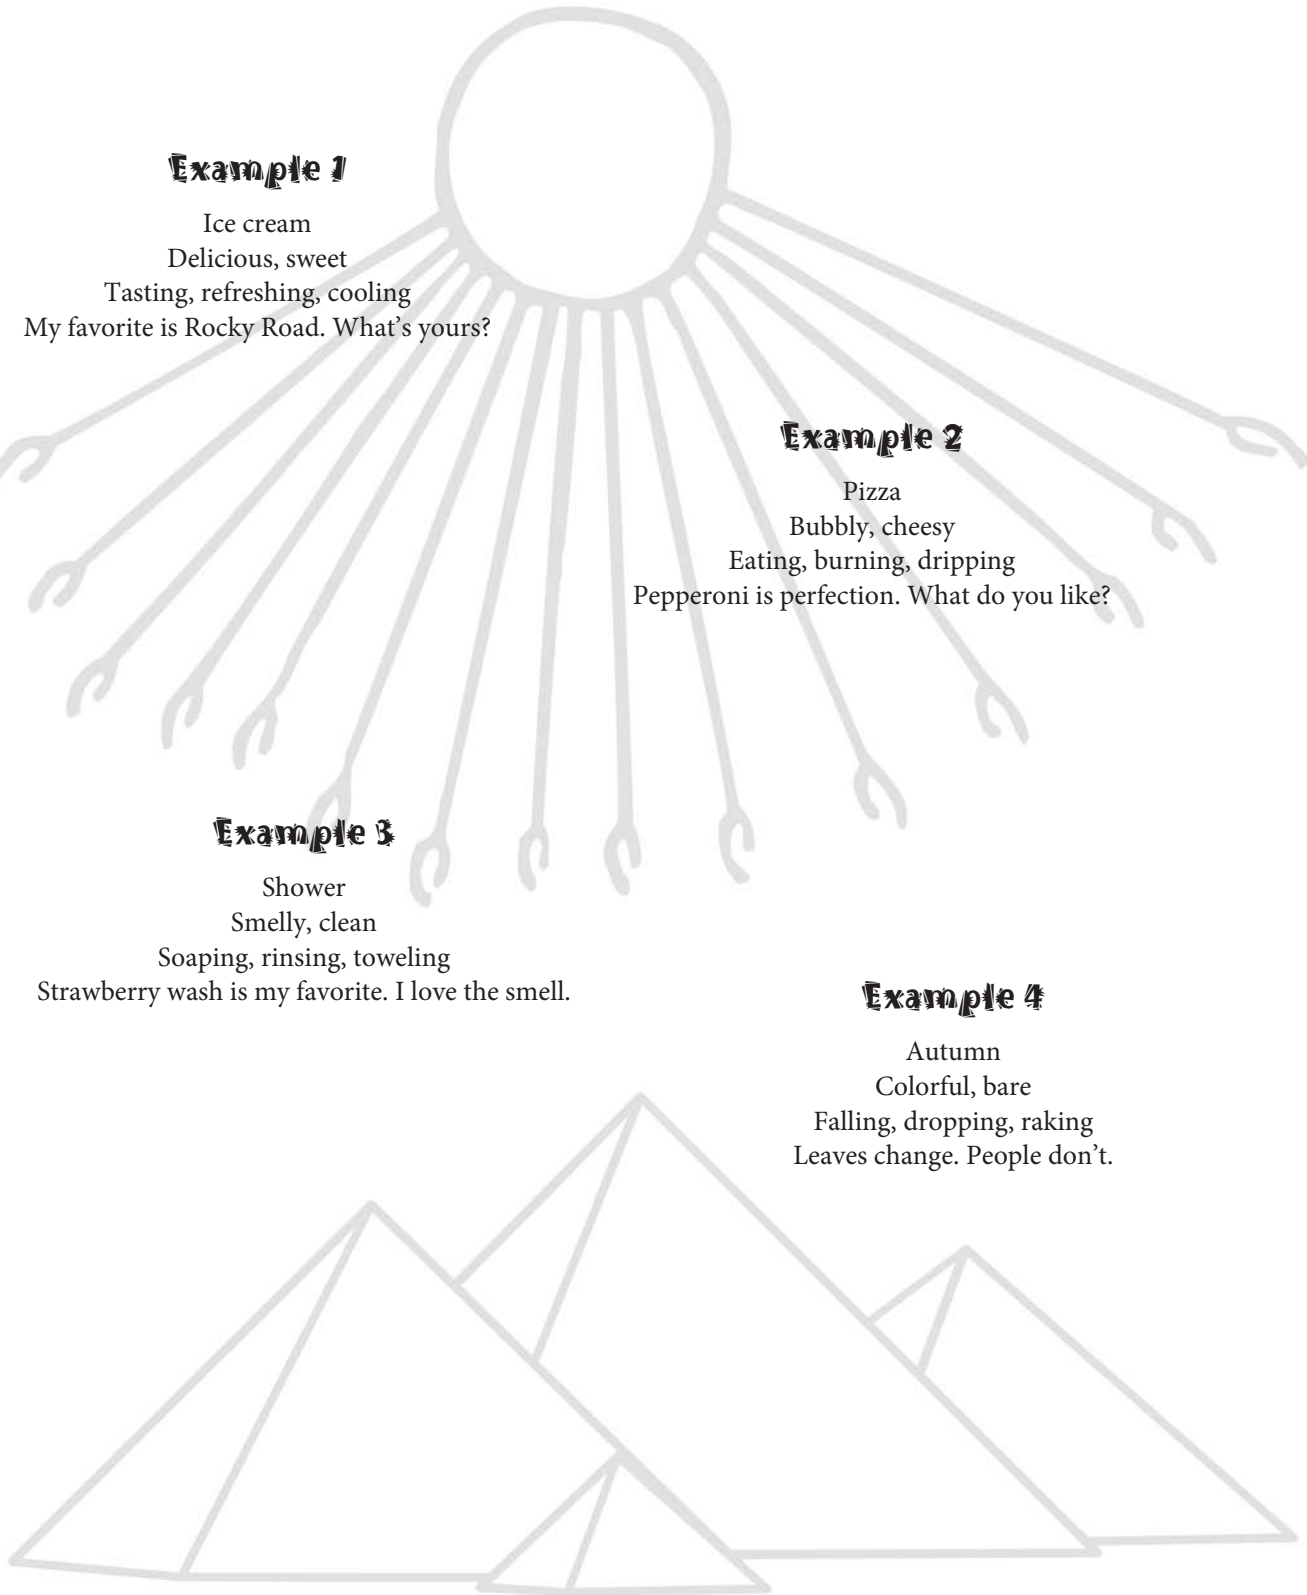 Example 1
Ice cream
Delicious, sweet
Tasting, refreshing, cooling
My favorite is Rocky Road. What’s yours?
Example 2
Pizza
Bubbly, cheesy
Eating, burning, dripping
Pepperoni is perfection. What do you like?
Example 3
Shower
Smelly, clean
Soaping, rinsing, toweling
Strawberry wash is my favorite. I love the smell.
Example 4
Autumn
Colorful, bare
Falling, dropping, raking
Leaves change. People don’t.